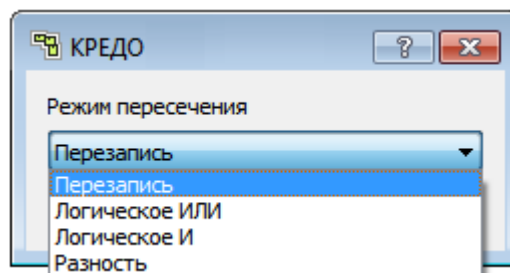 КРЕДО
Режим пересечения
Перезапись
Перезапись
Логическое ИЛИ
Логическое И
Разность